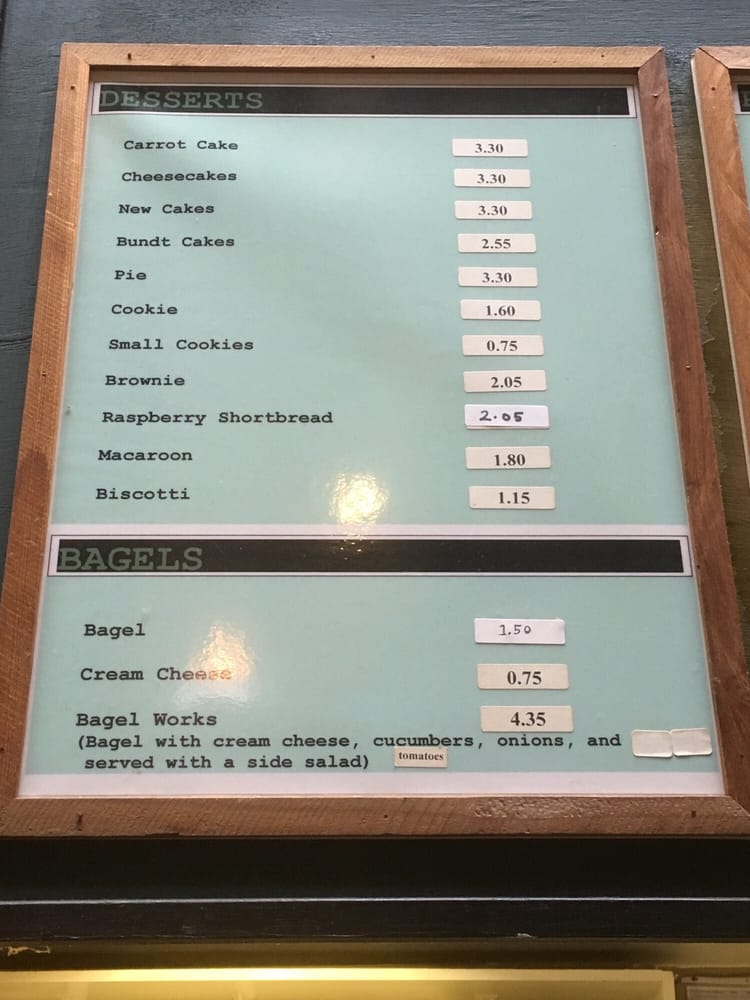 DESSERTS
Carrot Cake 3.30
Cheesecakes 3.30
New Cakes 3.30
Bundt Cakes 2.55
Pie 3.30
Cookie 1.60
Small Cookies 0.75
Brownie 2.05
Raspberry Shortbread 2.05
Macaroon 1.80
Biscotti 1.15
BAGELS
Bagel 1.50
Cream Cheese 0.75
Bagel Works 4.35
(Bagel with cream cheese, cucumbers, onions, and
served with a side salad) tomatoes